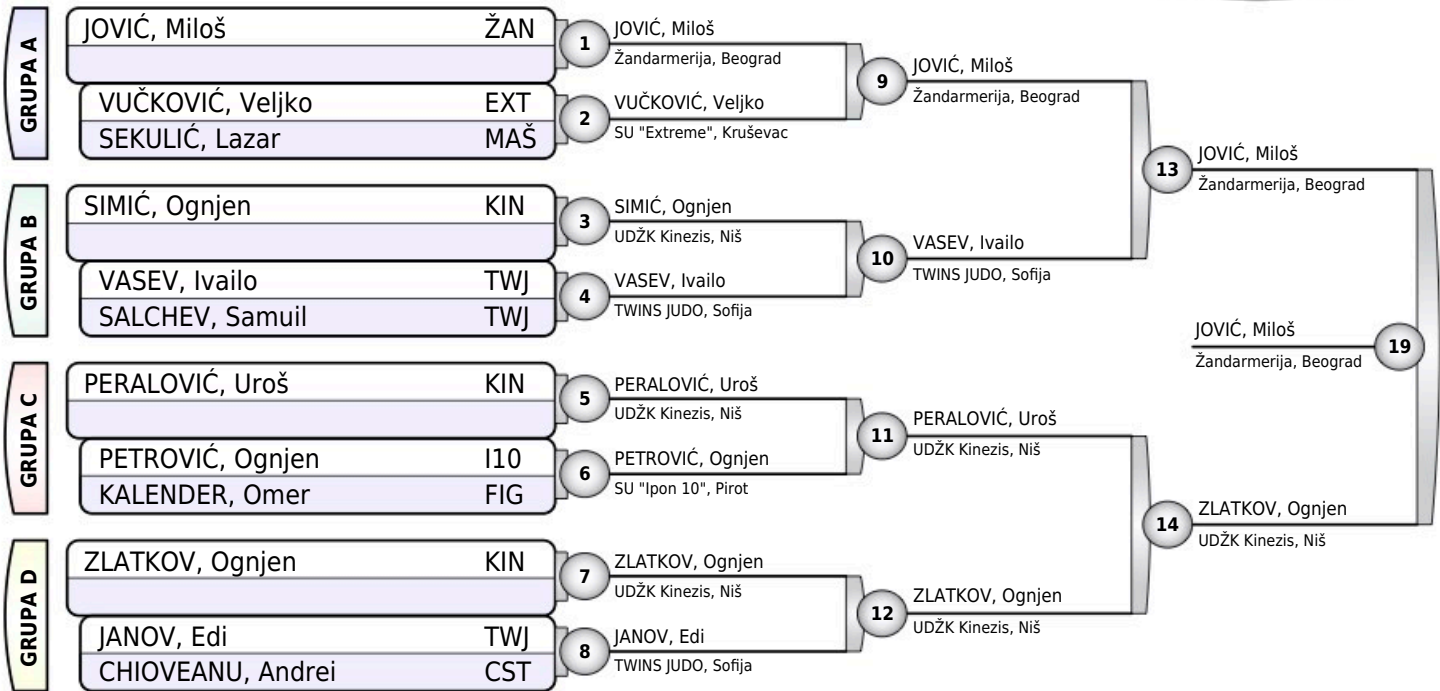 GRUPA A
JOVIĆ, Miloš ŽAN
VUČKOVIĆ, Veljko EXT
SEKULIĆ, Lazar MAŠ
GRUPA B
SIMIĆ, Ognjen KIN
VASEV, Ivailo TWJ
SALCHEV, Samuil TWJ
GRUPA C
PERALOVIĆ, Uroš KIN
PETROVIĆ, Ognjen I10
KALENDER, Omer FIG
GRUPA D
ZLATKOV, Ognjen KIN
JANOV, Edi TWJ
CHIOVEANU, Andrei CST
1
JOVIĆ, Miloš
Žandarmerija, Beograd
2
VUČKOVIĆ, Veljko
SU "Extreme", Kruševac
3
SIMIĆ, Ognjen
UDŽK Kinezis, Niš
4
VASEV, Ivailo
TWINS JUDO, Sofija
5
PERALOVIĆ, Uroš
UDŽK Kinezis, Niš
6
PETROVIĆ, Ognjen
SU "Ipon 10", Pirot
7
ZLATKOV, Ognjen
UDŽK Kinezis, Niš
8
JANOV, Edi
TWINS JUDO, Sofija
9
JOVIĆ, Miloš
Žandarmerija, Beograd
10
VASEV, Ivailo
TWINS JUDO, Sofija
11
PERALOVIĆ, Uroš
UDŽK Kinezis, Niš
12
ZLATKOV, Ognjen
UDŽK Kinezis, Niš
13
JOVIĆ, Miloš
Žandarmerija, Beograd
14
ZLATKOV, Ognjen
UDŽK Kinezis, Niš
JOVIĆ, Miloš
Žandarmerija, Beograd
19